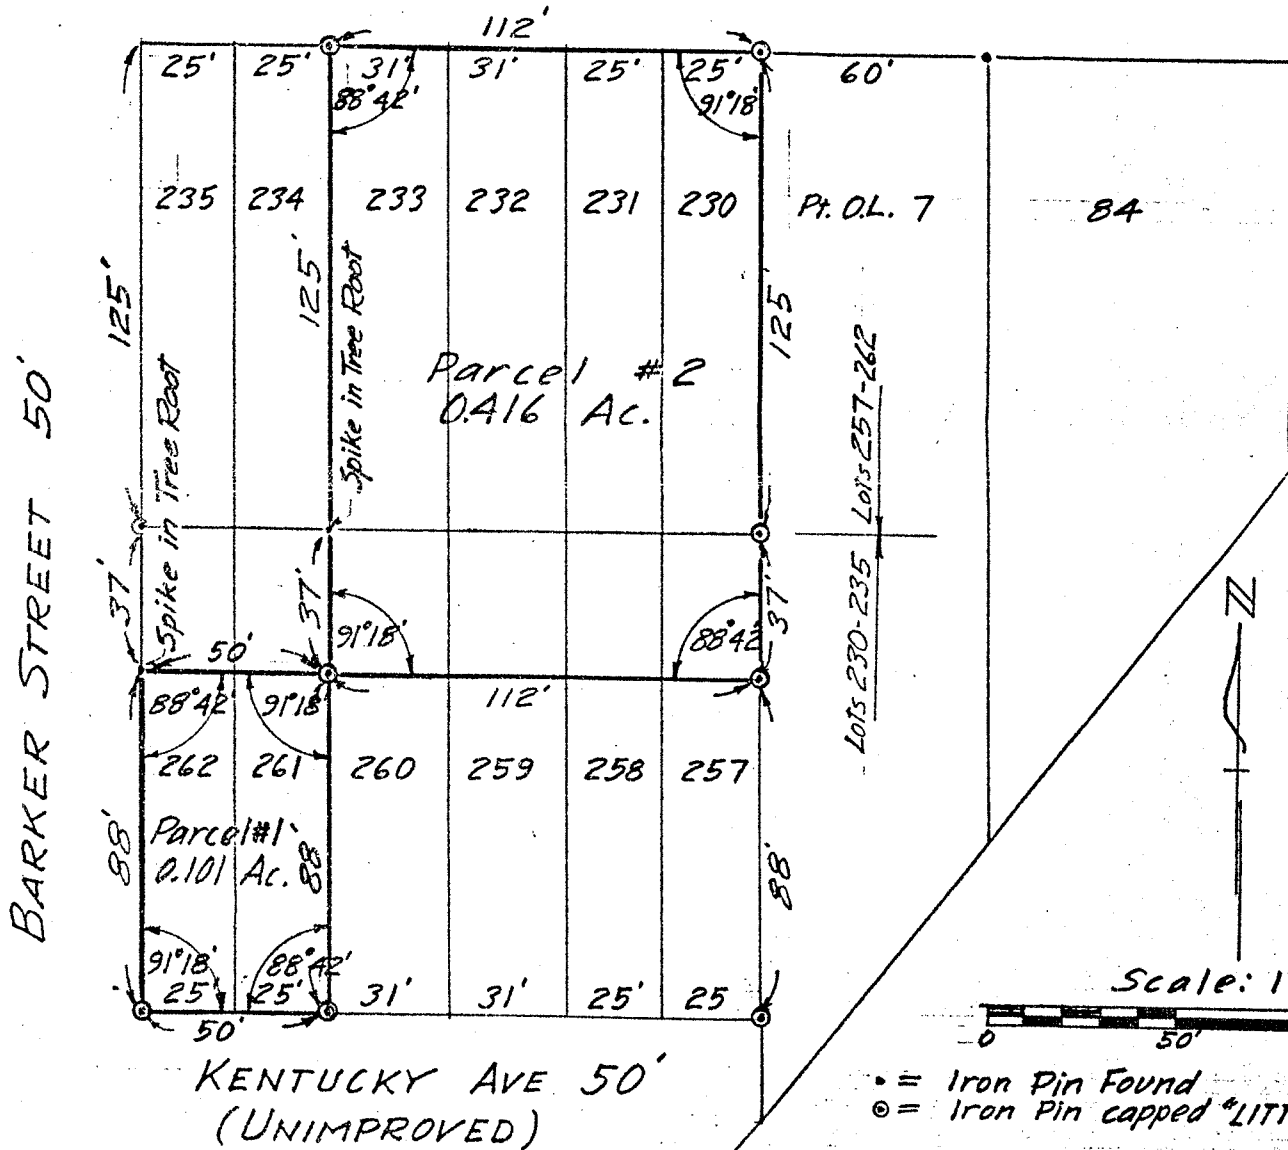 112'
25' 25' 31' 31' 25' 25' 60'
88°42' 91°18'
235 234 233 232 231 230 Pt. O.L. 7 84
125'
125'
125'
Spike in Tree Root
Spike in Tree Root
Parcel #2
0.416 Ac.
Lots 257-262
Lots 230-235
BARKER STREET 50'
37'
37'
37'
91°18' 88°42'
50'
112'
88°42' 91°18'
262 261 260 259 258 257
Parcel #1
0.101 Ac.
88'
88'
88'
91°18' 88°42'
25' 25' 31' 31' 25' 25
50'
KENTUCKY AVE 50'
(UNIMPROVED)
N
Scale: 1
0 50'
• = Iron Pin Found
⊙ = Iron Pin capped "LITT